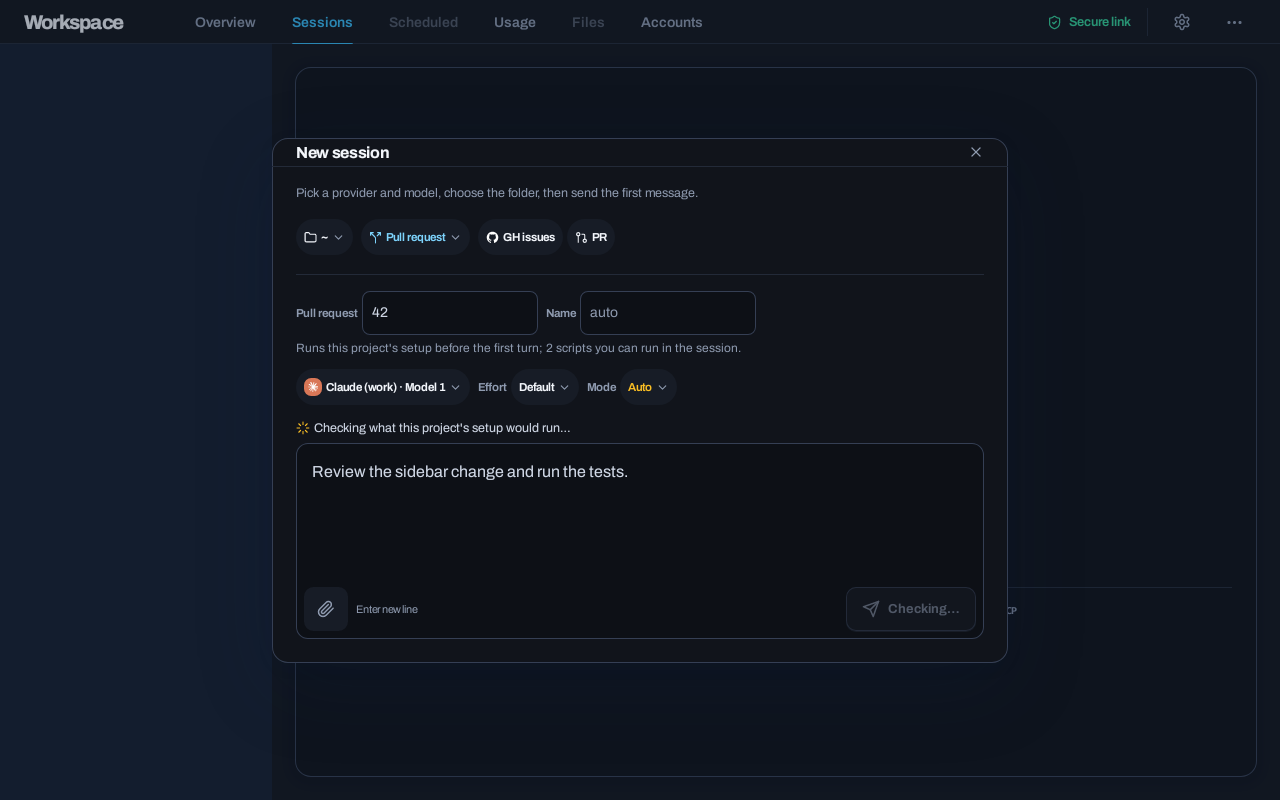 Workspace Overview Sessions Scheduled Usage Files Accounts Secure link
New session
Pick a provider and model, choose the folder, then send the first message.
~ Pull request GH issues PR
Pull request 42 Name auto
Runs this project's setup before the first turn; 2 scripts you can run in the session.
Claude (work) · Model 1 Effort Default Mode Auto
Checking what this project's setup would run...
Review the sidebar change and run the tests.
Enter new line Checking...